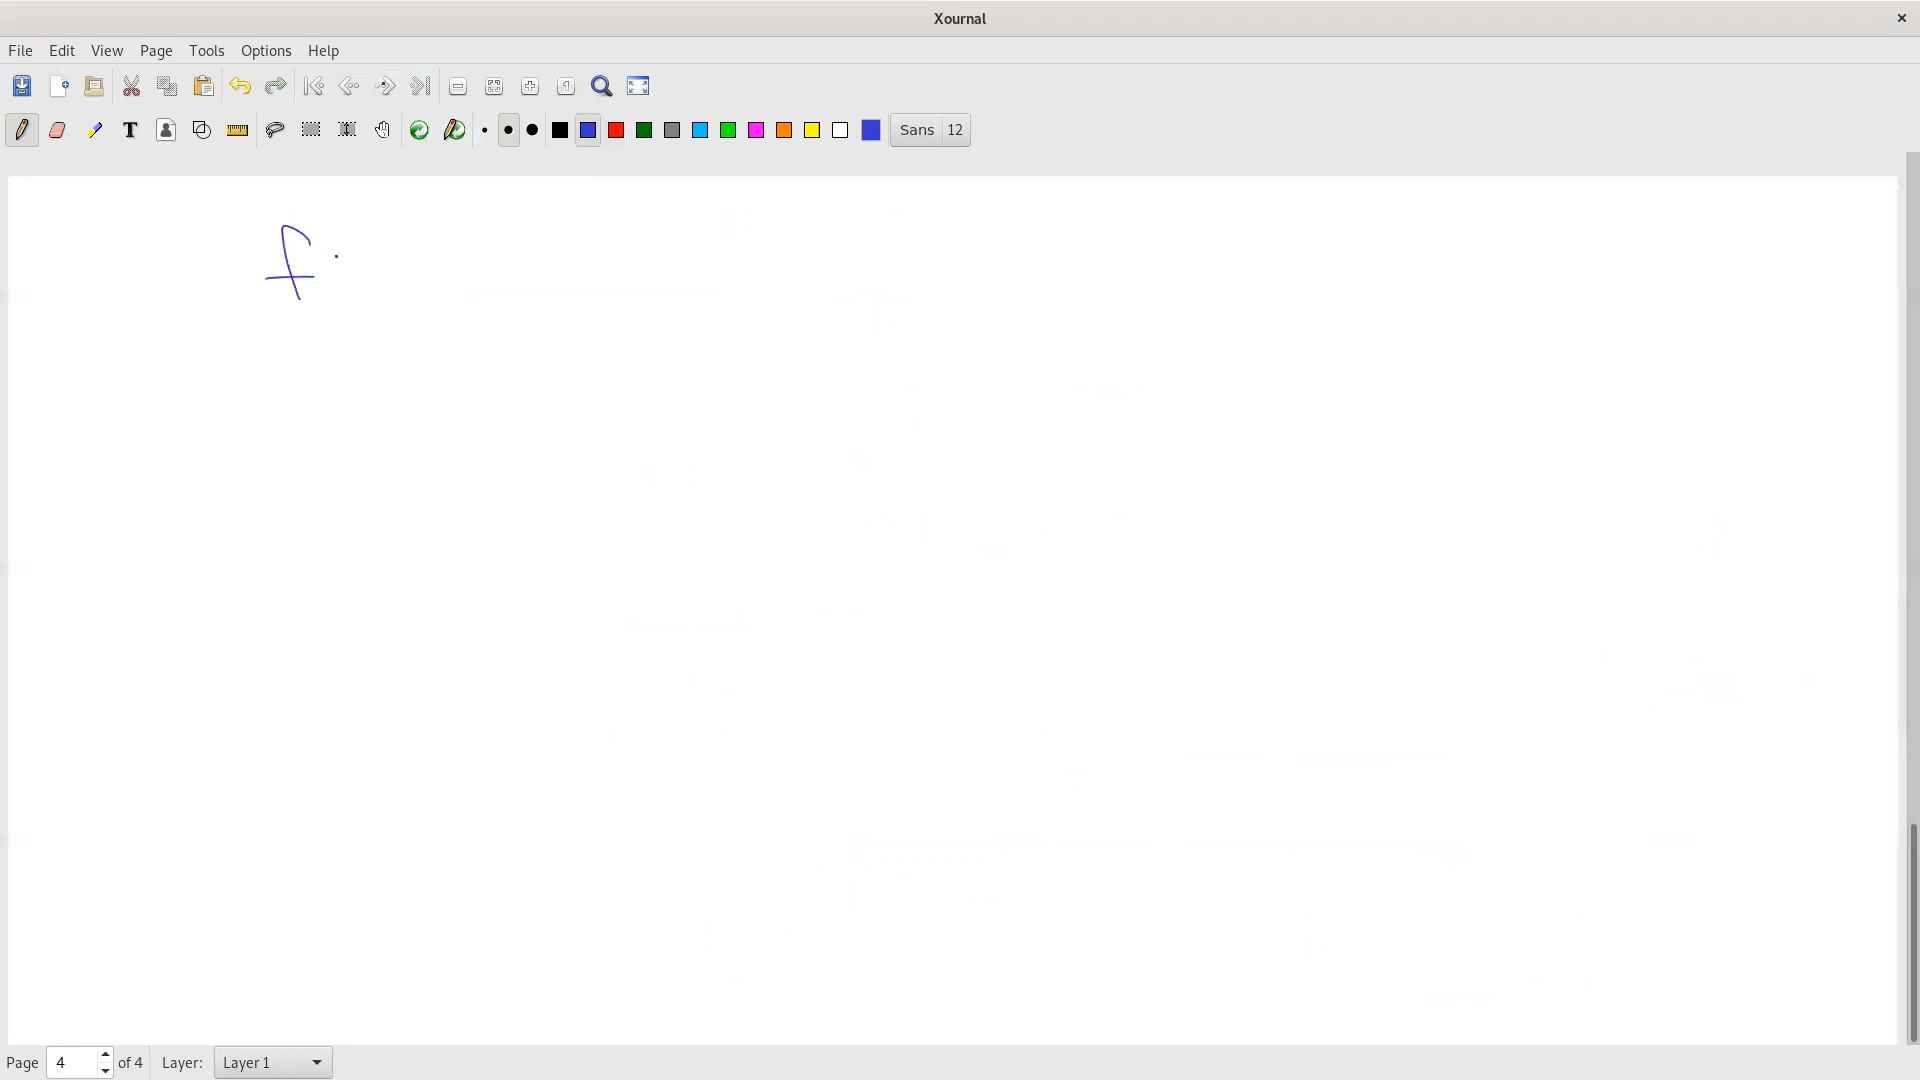 Xournal
File Edit View Page Tools Options Help
T Sans 12
f
Page 4 of 4 Layer: Layer 1